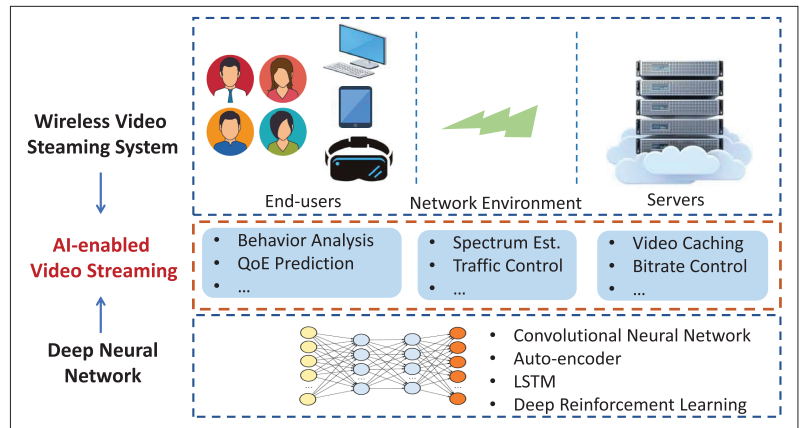 Wireless Video
Streaming System
End-users
Network Environment
Servers
AI-enabled
Video Streaming
• Behavior Analysis
• QoE Prediction
• ...
• Spectrum Est.
• Traffic Control
• ...
• Video Caching
• Bitrate Control
• ...
Deep Neural
Network
...
...
...
...
• Convolutional Neural Network
• Auto-encoder
• LSTM
• Deep Reinforcement Learning